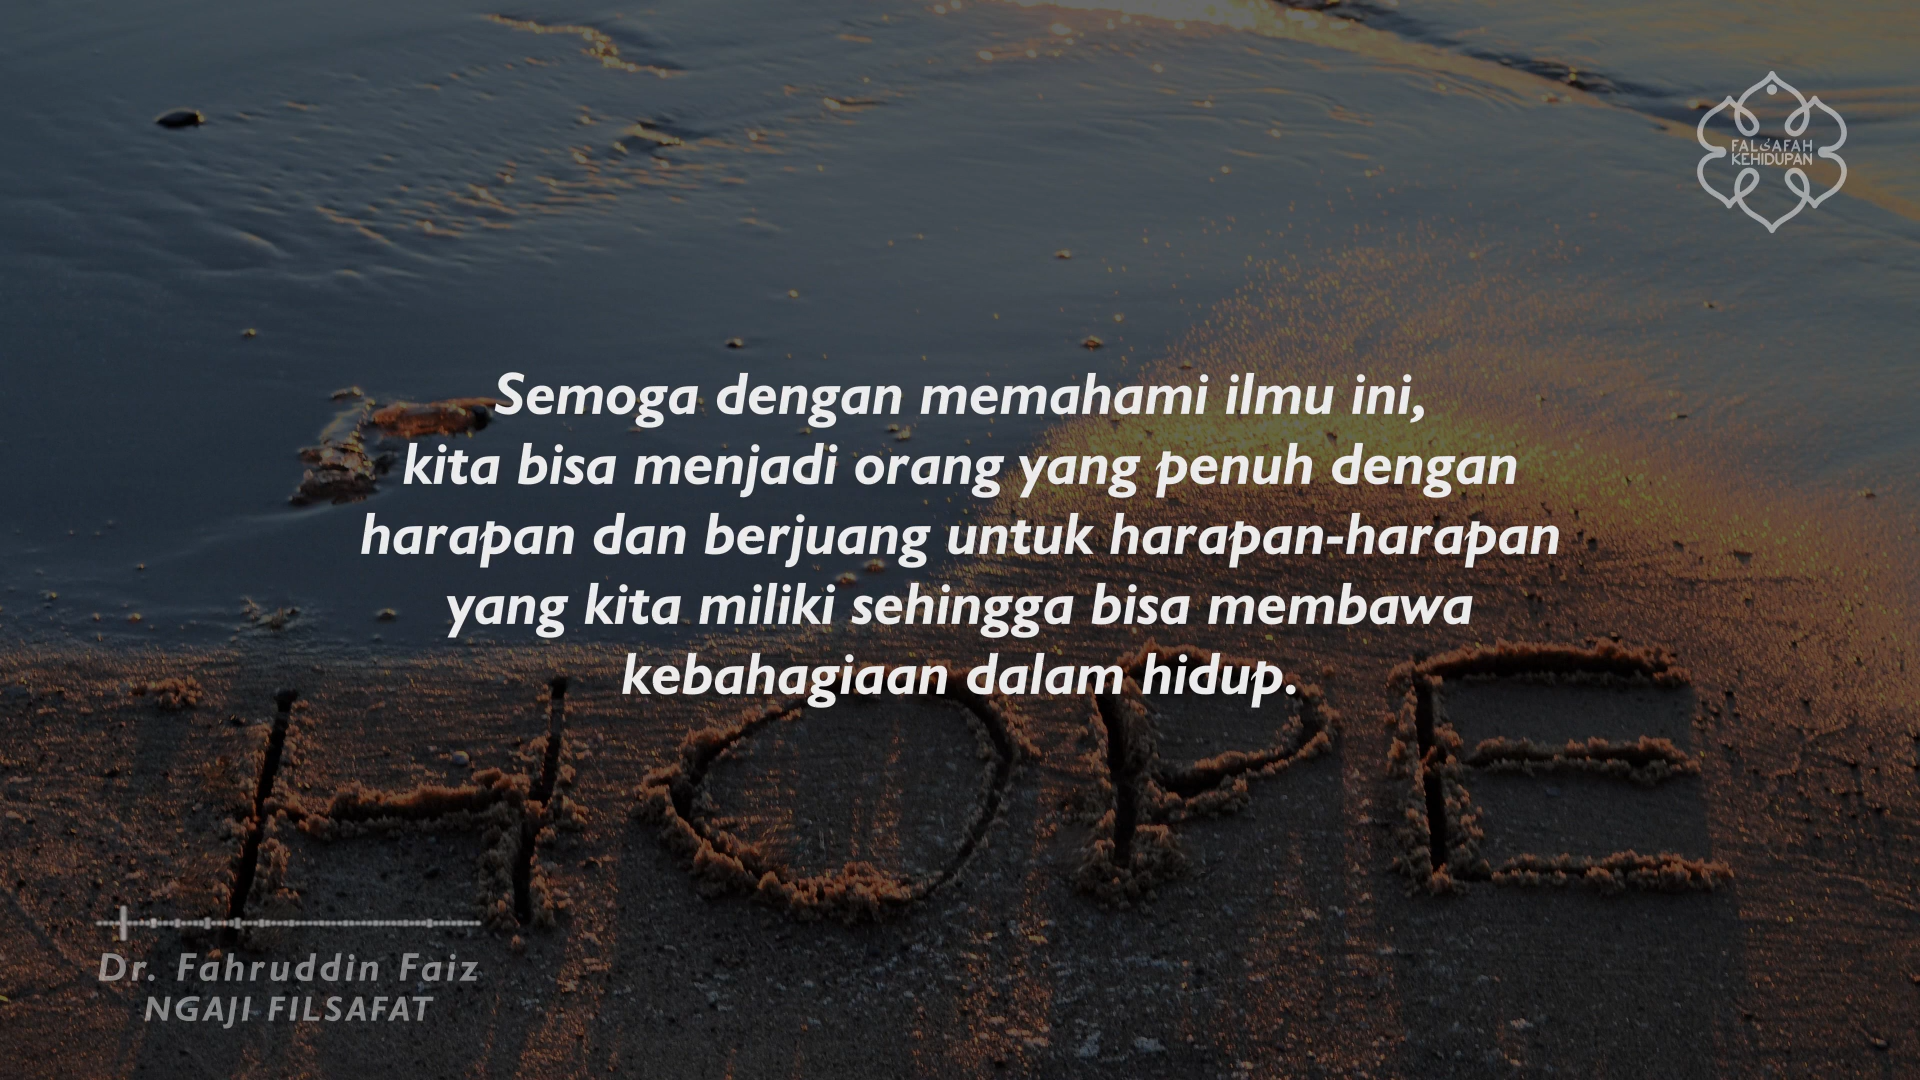 FALSAFAH
KEHIDUPAN
Semoga dengan memahami ilmu ini,
kita bisa menjadi orang yang penuh dengan
harapan dan berjuang untuk harapan-harapan
yang kita miliki sehingga bisa membawa
kebahagiaan dalam hidup.
HOPE
Dr. Fahruddin Faiz
NGAJI FILSAFAT